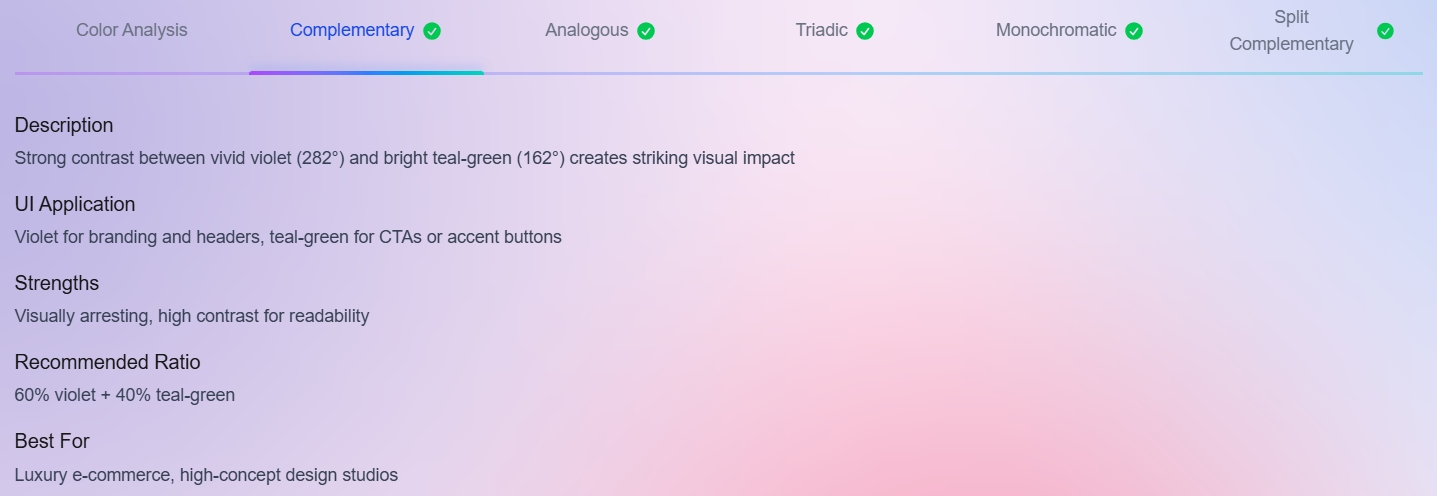 Color Analysis
Complementary
Analogous
Triadic
Monochromatic
Split
Complementary
Description
Strong contrast between vivid violet (282°) and bright teal-green (162°) creates striking visual impact
UI Application
Violet for branding and headers, teal-green for CTAs or accent buttons
Strengths
Visually arresting, high contrast for readability
Recommended Ratio
60% violet + 40% teal-green
Best For
Luxury e-commerce, high-concept design studios